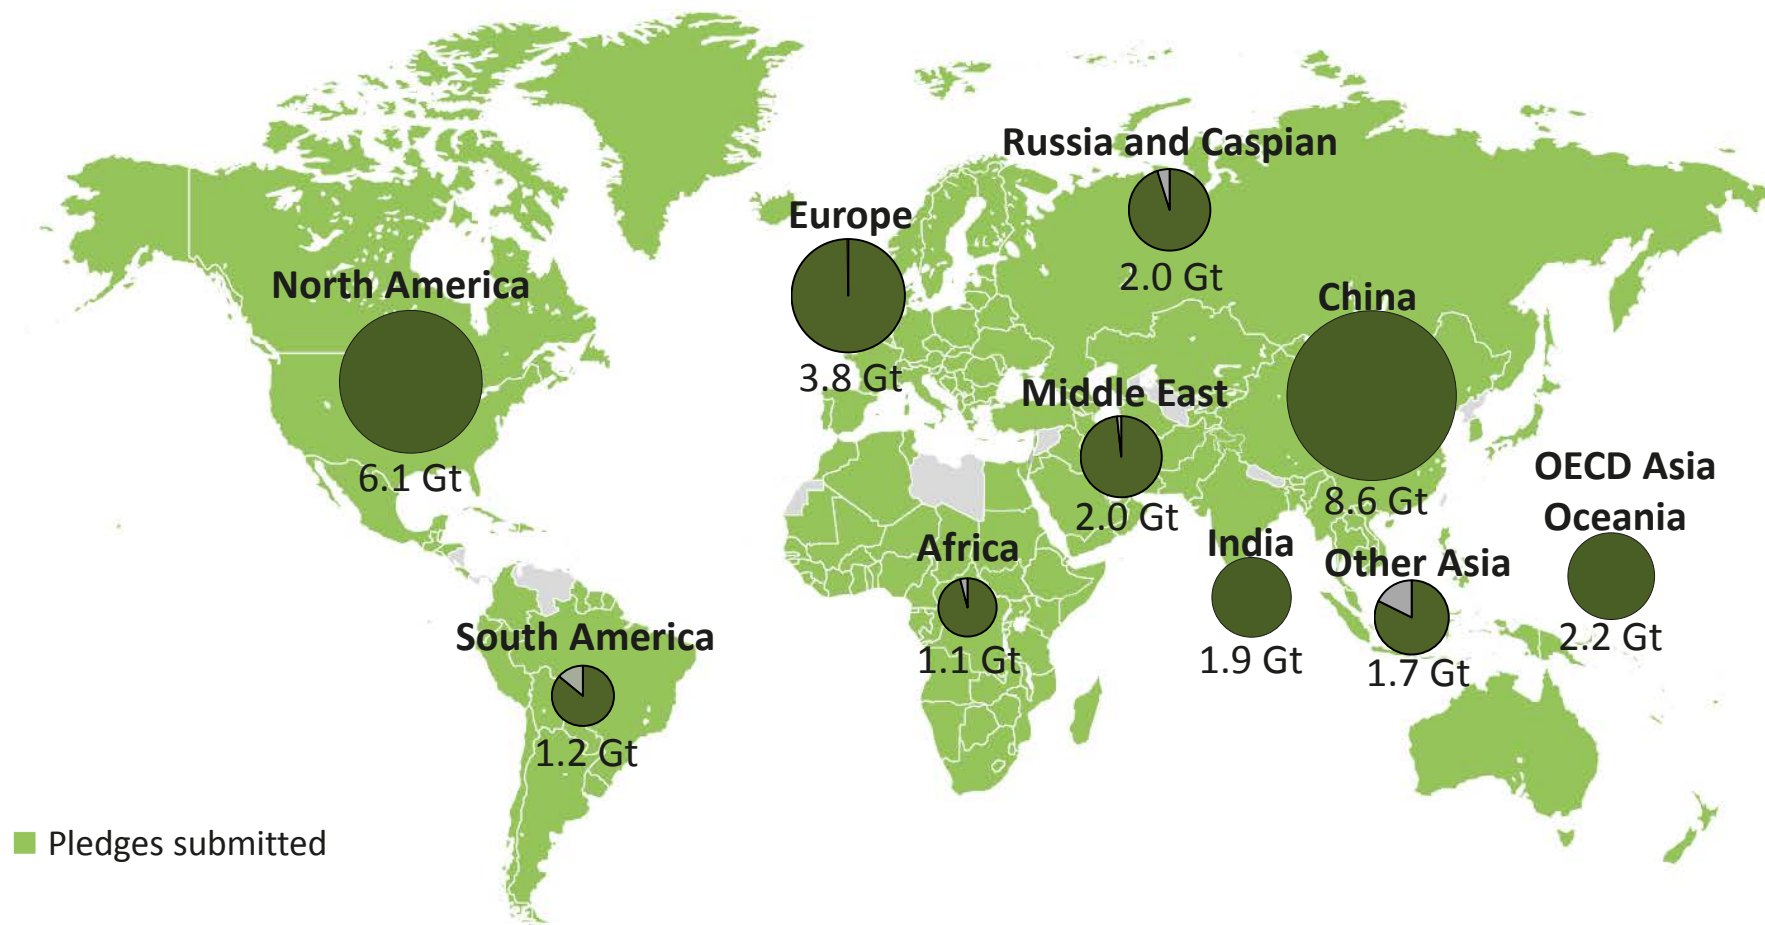 Russia and Caspian
2.0 Gt
Europe
3.8 Gt
North America
6.1 Gt
China
8.6 Gt
Middle East
2.0 Gt
OECD Asia
Oceania
2.2 Gt
Africa
1.1 Gt
India
1.9 Gt
Other Asia
1.7 Gt
South America
1.2 Gt
Pledges submitted